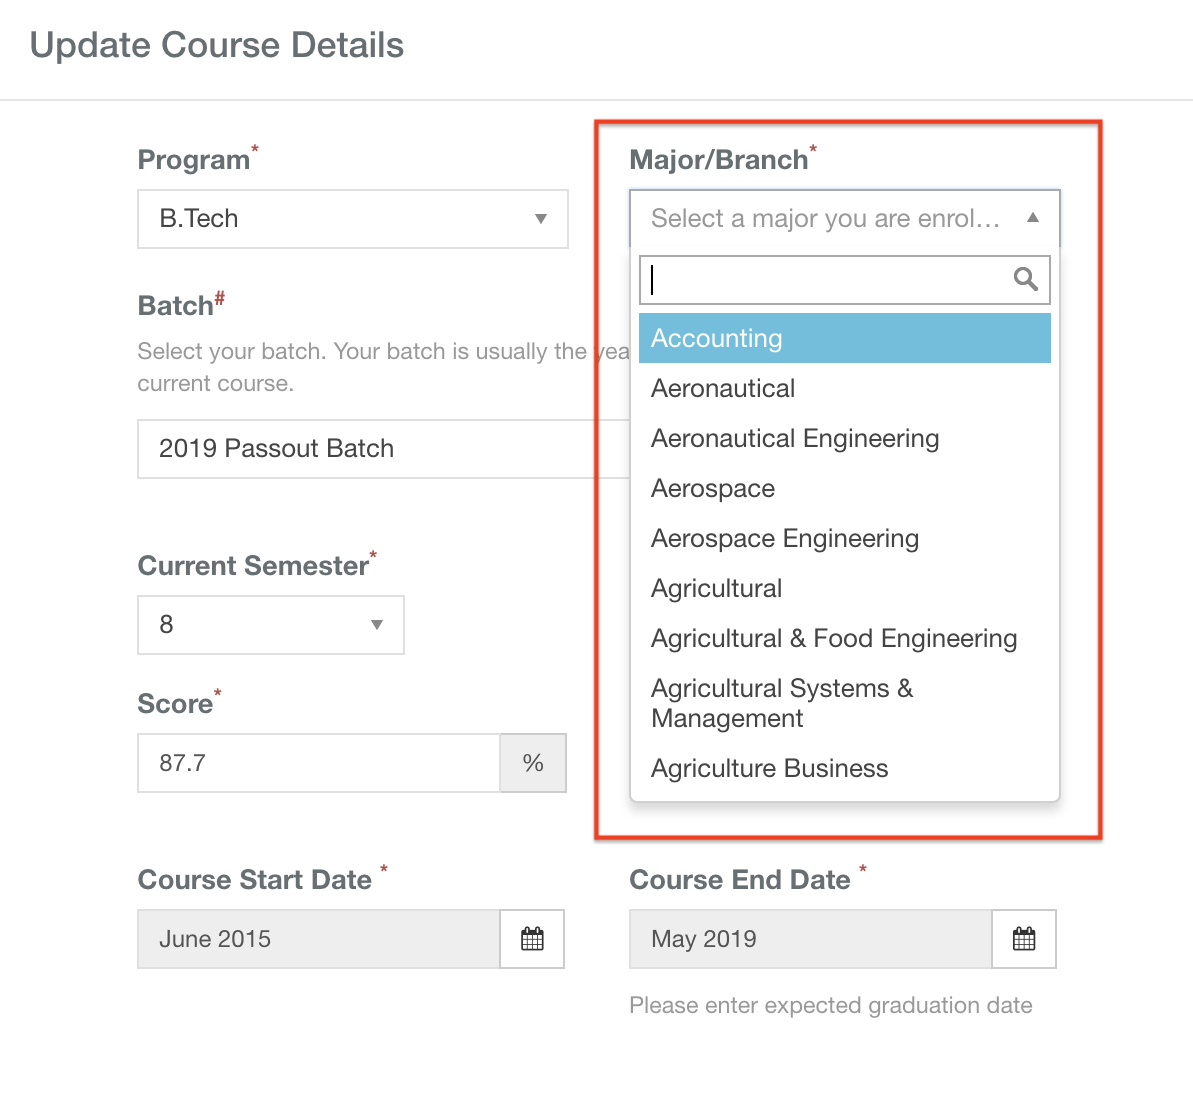 Update Course Details
Program*
Major/Branch*
B.Tech
Select a major you are enrol...
Batch#
Select your batch. Your batch is usually the yea
current course.
2019 Passout Batch
Accounting
Aeronautical
Aeronautical Engineering
Aerospace
Aerospace Engineering
Agricultural
Agricultural & Food Engineering
Agricultural Systems &
Management
Agriculture Business
Current Semester*
8
Score*
87.7
%
Course Start Date *
Course End Date *
June 2015
May 2019
Please enter expected graduation date